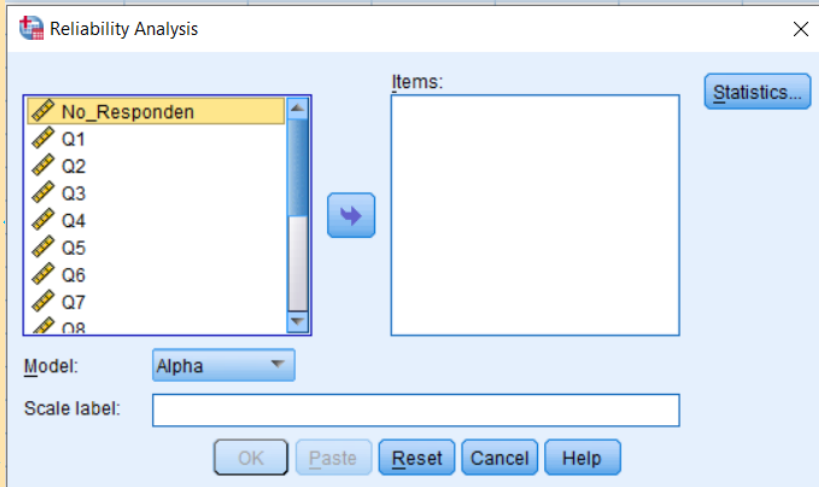 Reliability Analysis
Items:
Statistics...
No_Responden
Q1
Q2
Q3
Q4
Q5
Q6
Q7
Q8
Model:
Alpha
Scale label:
OK
Paste
Reset
Cancel
Help